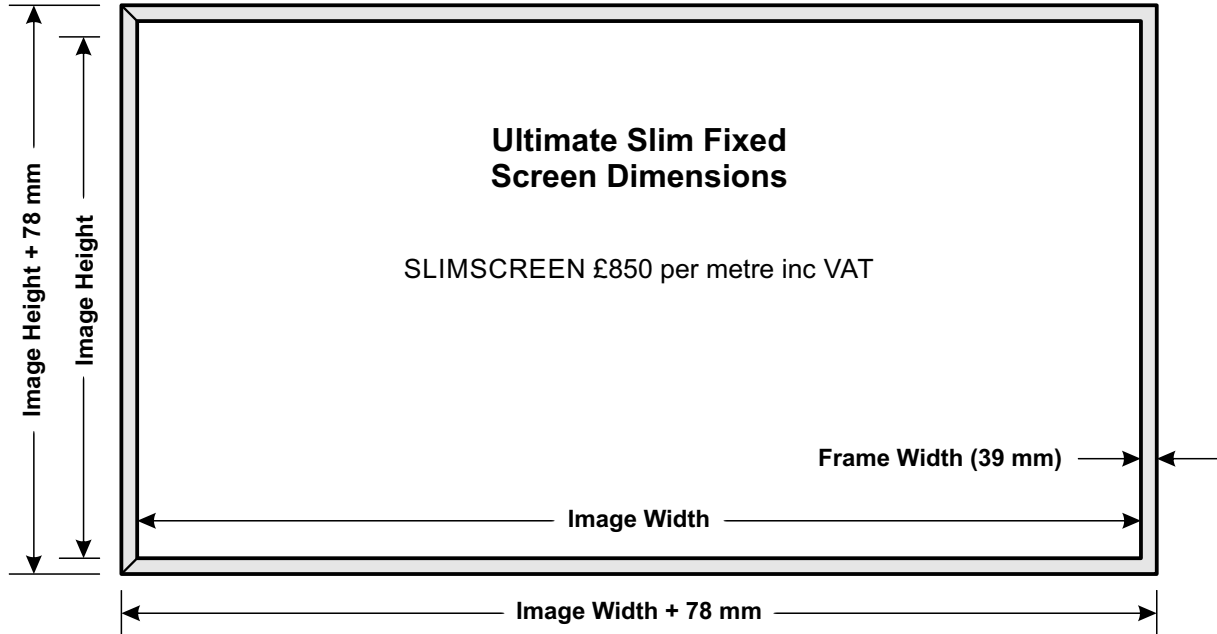 Ultimate Slim Fixed
Screen Dimensions
SLIMSCREEN £850 per metre inc VAT
Image Height + 78 mm
Image Height
Frame Width (39 mm)
Image Width
Image Width + 78 mm